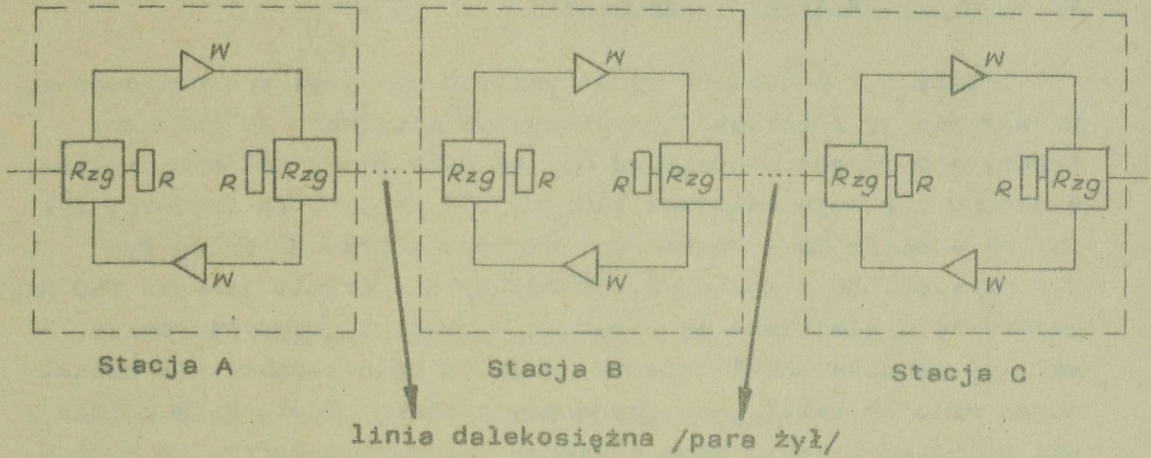 W W W
Rzg R R Rzg Rzg R R Rzg Rzg R R Rzg
W W W
Stacja A Stacja B Stacja C
linia dalekosiężna /para żył/